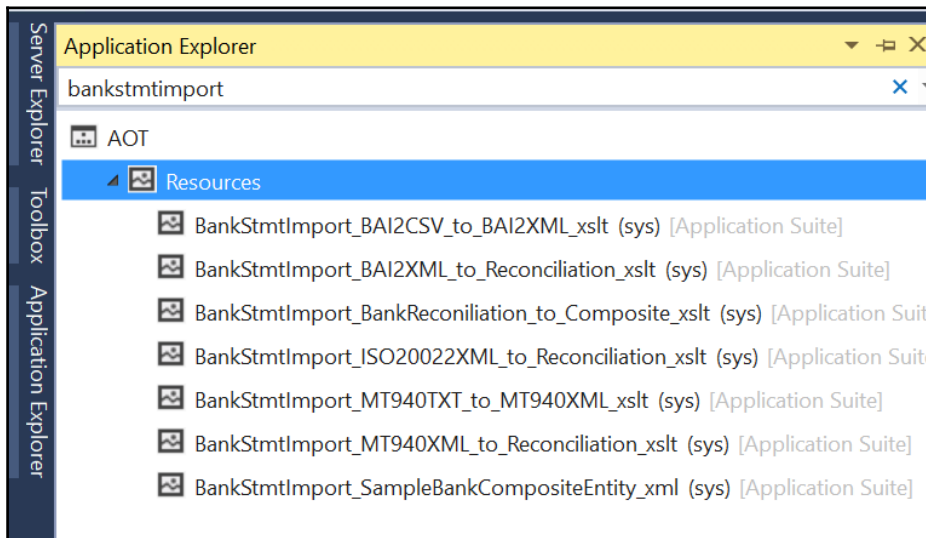 Server Explorer
Toolbox
Application Explorer
Application Explorer
bankstmtimport
AOT
Resources
BankStmtImport_BAI2CSV_to_BAI2XML_xslt (sys) [Application Suite]
BankStmtImport_BAI2XML_to_Reconciliation_xslt (sys) [Application Suite]
BankStmtImport_BankReconiliation_to_Composite_xslt (sys) [Application Suit
BankStmtImport_ISO20022XML_to_Reconciliation_xslt (sys) [Application Suite
BankStmtImport_MT940TXT_to_MT940XML_xslt (sys) [Application Suite]
BankStmtImport_MT940XML_to_Reconciliation_xslt (sys) [Application Suite]
BankStmtImport_SampleBankCompositeEntity_xml (sys) [Application Suite]